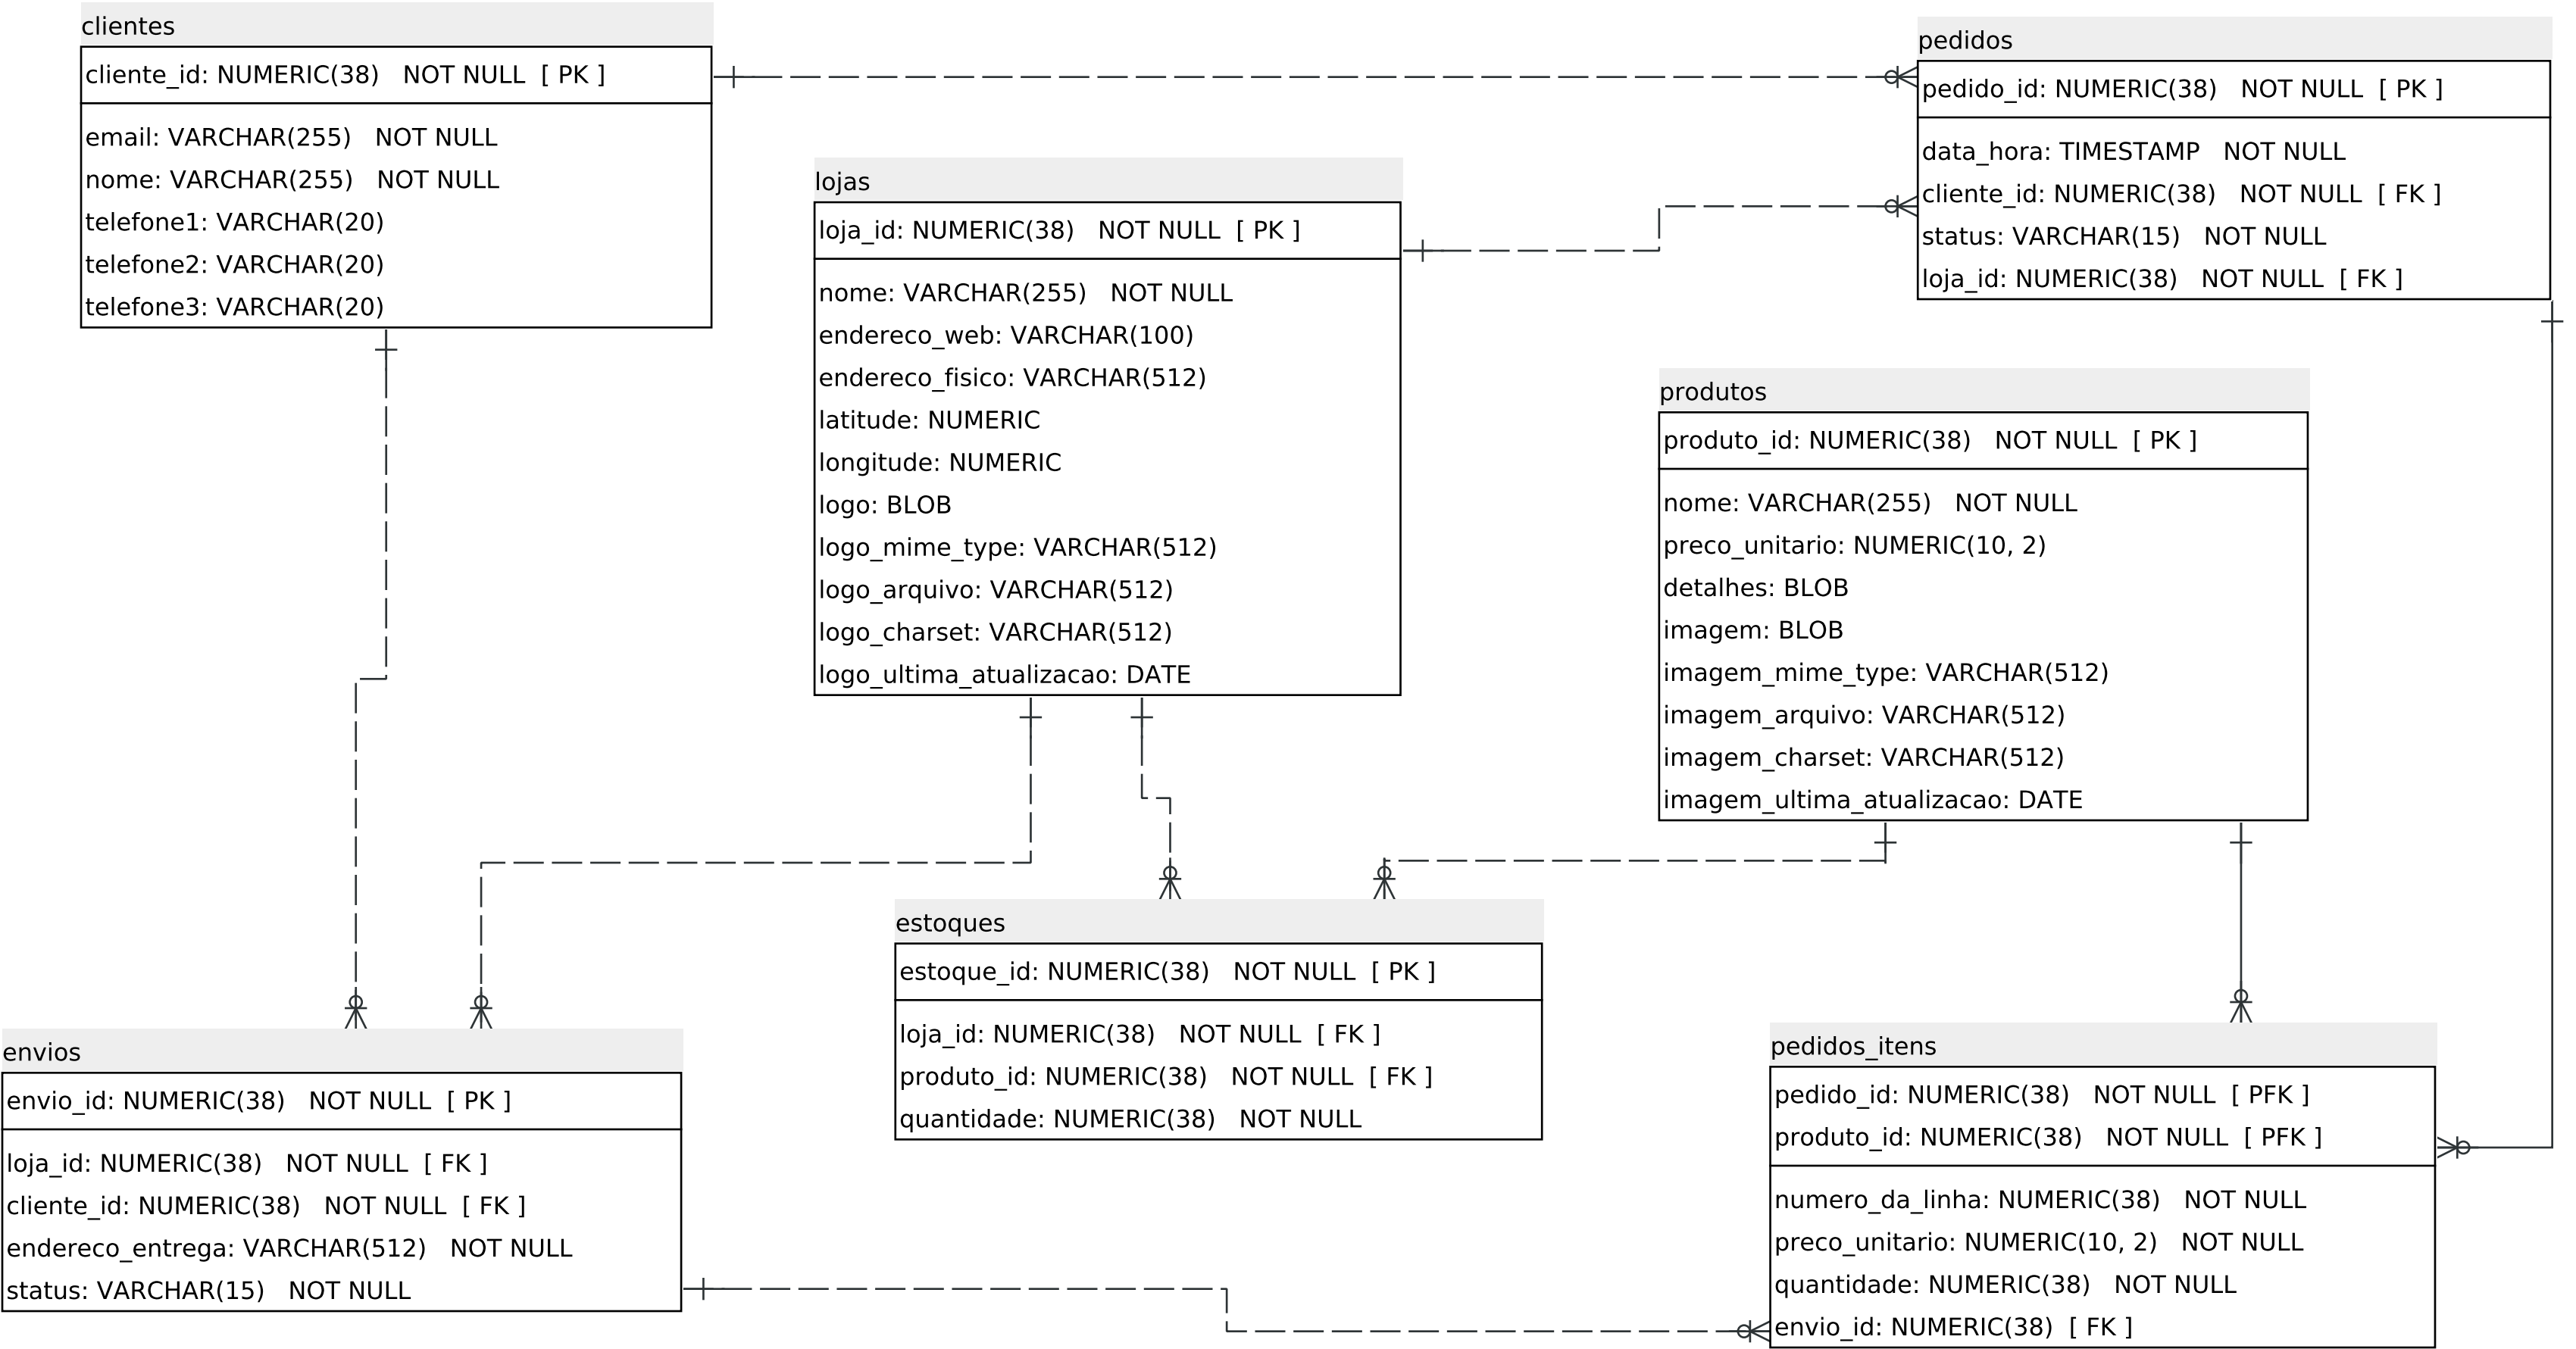 clientes
cliente_id: NUMERIC(38) NOT NULL [ PK ]
email: VARCHAR(255) NOT NULL
nome: VARCHAR(255) NOT NULL
telefone1: VARCHAR(20)
telefone2: VARCHAR(20)
telefone3: VARCHAR(20)
pedidos
pedido_id: NUMERIC(38) NOT NULL [ PK ]
data_hora: TIMESTAMP NOT NULL
cliente_id: NUMERIC(38) NOT NULL [ FK ]
status: VARCHAR(15) NOT NULL
loja_id: NUMERIC(38) NOT NULL [ FK ]
lojas
loja_id: NUMERIC(38) NOT NULL [ PK ]
nome: VARCHAR(255) NOT NULL
endereco_web: VARCHAR(100)
endereco_fisico: VARCHAR(512)
latitude: NUMERIC
longitude: NUMERIC
logo: BLOB
logo_mime_type: VARCHAR(512)
logo_arquivo: VARCHAR(512)
logo_charset: VARCHAR(512)
logo_ultima_atualizacao: DATE
produtos
produto_id: NUMERIC(38) NOT NULL [ PK ]
nome: VARCHAR(255) NOT NULL
preco_unitario: NUMERIC(10, 2)
detalhes: BLOB
imagem: BLOB
imagem_mime_type: VARCHAR(512)
imagem_arquivo: VARCHAR(512)
imagem_charset: VARCHAR(512)
imagem_ultima_atualizacao: DATE
estoques
estoque_id: NUMERIC(38) NOT NULL [ PK ]
loja_id: NUMERIC(38) NOT NULL [ FK ]
produto_id: NUMERIC(38) NOT NULL [ FK ]
quantidade: NUMERIC(38) NOT NULL
envios
envio_id: NUMERIC(38) NOT NULL [ PK ]
loja_id: NUMERIC(38) NOT NULL [ FK ]
cliente_id: NUMERIC(38) NOT NULL [ FK ]
endereco_entrega: VARCHAR(512) NOT NULL
status: VARCHAR(15) NOT NULL
pedidos_itens
pedido_id: NUMERIC(38) NOT NULL [ PFK ]
produto_id: NUMERIC(38) NOT NULL [ PFK ]
numero_da_linha: NUMERIC(38) NOT NULL
preco_unitario: NUMERIC(10, 2) NOT NULL
quantidade: NUMERIC(38) NOT NULL
envio_id: NUMERIC(38) [ FK ]